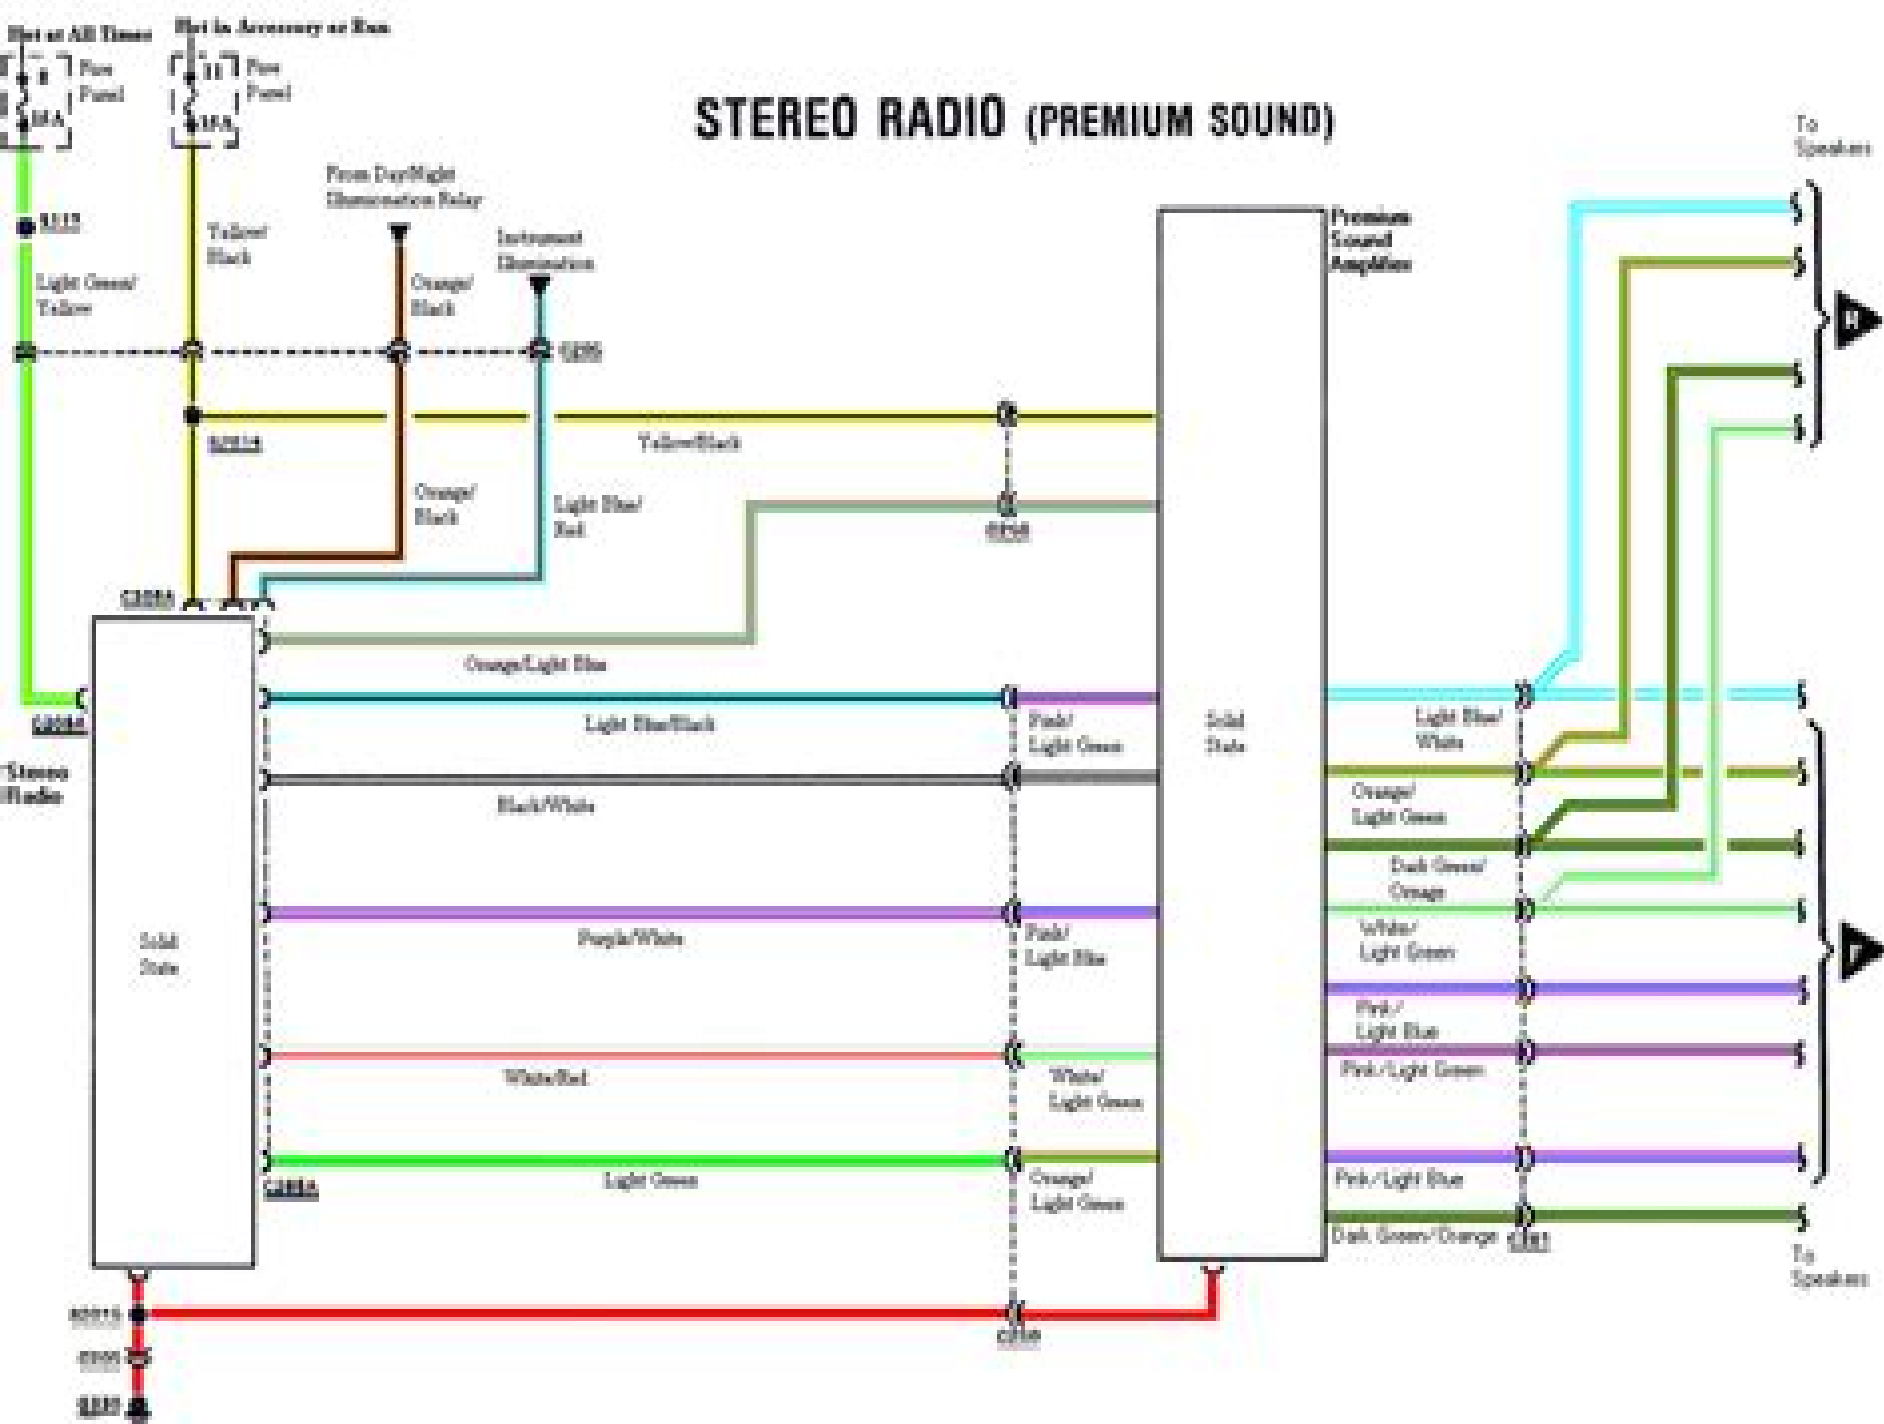 Hot at All Times
Hot in Accessory or Run
8
Fuse
Panel
15A
11
Fuse
Panel
15A
STEREO RADIO (PREMIUM SOUND)
To
Speakers
From Day/Night
Illumination Relay
Instrument
Illumination
Premium
Sound
Amplifier
Yellow/
Black
Light Green/
Yellow
Orange/
Black
Yellow/Black
Orange/
Black
Light Blue/
Red
Orange/Light Blue
Light Blue/Black
Pink/
Light Green
Solid
State
Light Blue/
White
/Stereo
/Radio
Black/White
Orange/
Light Green
Dark Green/
Orange
Purple/White
Pink/
Light Blue
White/
Light Green
Solid
State
Pink/
Light Blue
White/Red
White/
Light Green
Pink/Light Green
Light Green
Orange/
Light Green
Pink/Light Blue
Dark Green/Orange
To
Speakers